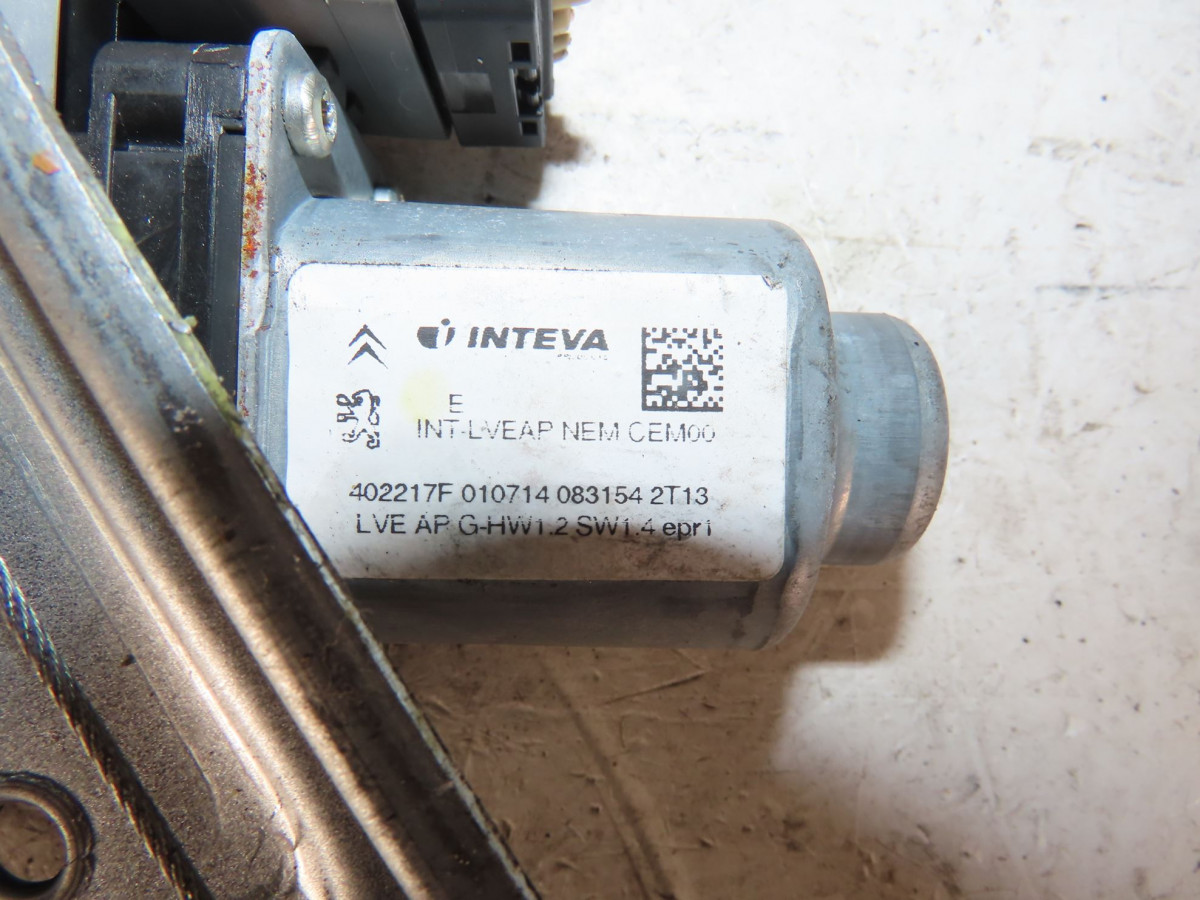 INTEVA
E
INT-LVEAP NEM CEM00
402217F 010714 083154 2T13
LVE AP G-HW1.2 SW1.4 epr1